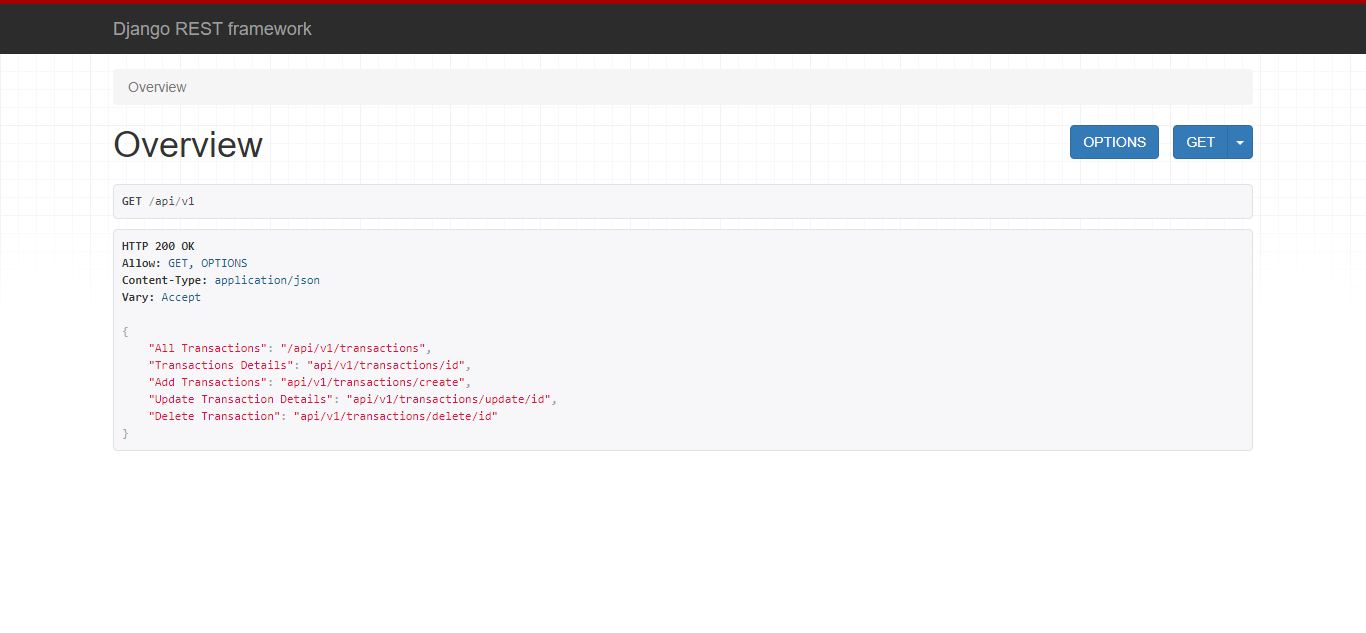 Django REST framework
Overview
Overview
OPTIONS
GET
GET /api/v1
HTTP 200 OK
Allow: GET, OPTIONS
Content-Type: application/json
Vary: Accept
{
"All Transactions": "/api/v1/transactions",
"Transactions Details": "api/v1/transactions/id",
"Add Transactions": "api/v1/transactions/create",
"Update Transaction Details": "api/v1/transactions/update/id",
"Delete Transaction": "api/v1/transactions/delete/id"
}